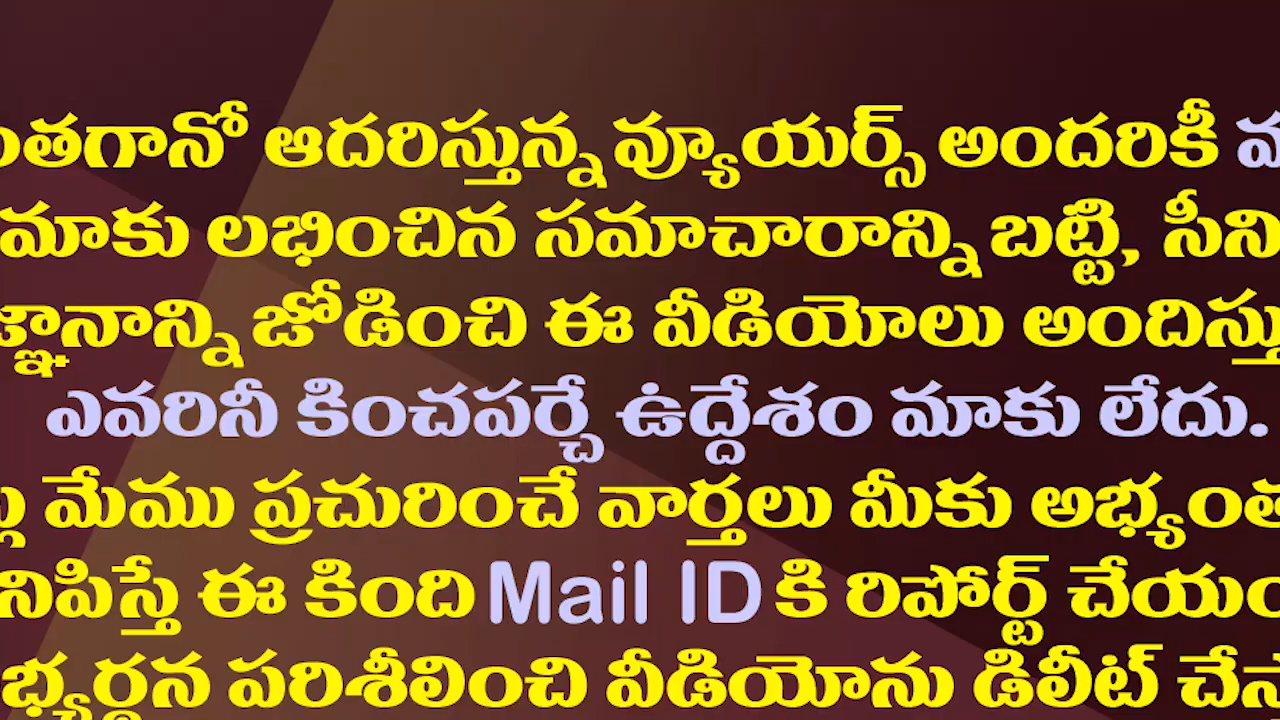 ఆదరిస్తున్న వ్యూయర్స్ అందరికీ
మాకు లభించిన సమాచారాన్ని బట్టి,
జోడించి ఈ వీడియోలు
ఎవరినీ కించపర్చే ఉద్దేశం మాకు లేదు.
మేము ప్రచురించే వార్తలు మీకు
ఈ కింది Mail ID కి రిపోర్ట్
పరిశీలించి వీడియోను డిలీట్